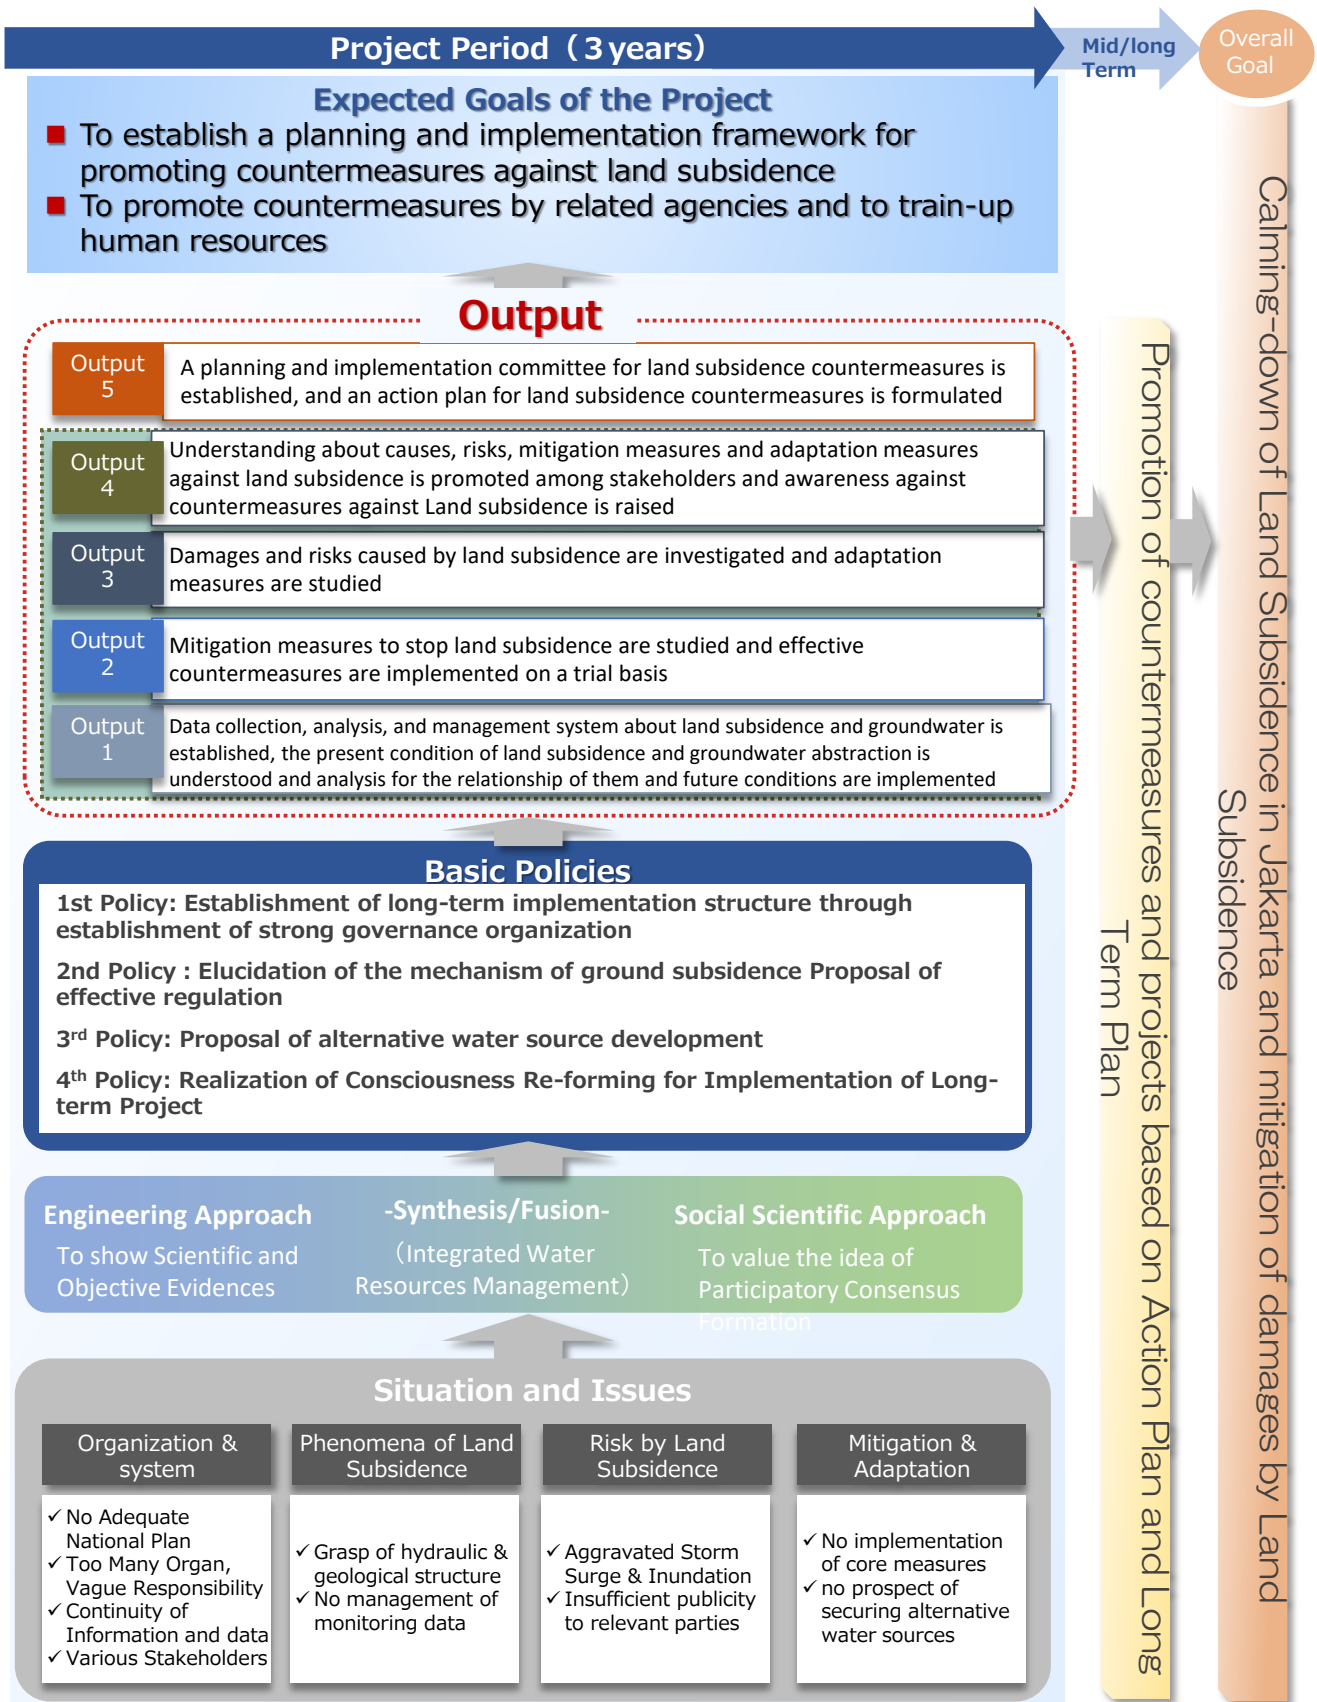 Project Period（3 years）
Mid/long
Term
Overall
Goal
Expected Goals of the Project
To establish a planning and implementation framework for
promoting countermeasures against land subsidence
To promote countermeasures by related agencies and to train-up
human resources
Output
Output
5
A planning and implementation committee for land subsidence countermeasures is
established, and an action plan for land subsidence countermeasures is formulated
Output
4
Understanding about causes, risks, mitigation measures and adaptation measures
against land subsidence is promoted among stakeholders and awareness against
countermeasures against Land subsidence is raised
Output
3
Damages and risks caused by land subsidence are investigated and adaptation
measures are studied
Output
2
Mitigation measures to stop land subsidence are studied and effective
countermeasures are implemented on a trial basis
Output
1
Data collection, analysis, and management system about land subsidence and groundwater is
established, the present condition of land subsidence and groundwater abstraction is
understood and analysis for the relationship of them and future conditions are implemented
Basic Policies
1st Policy: Establishment of long-term implementation structure through
establishment of strong governance organization
2nd Policy : Elucidation of the mechanism of ground subsidence Proposal of
effective regulation
3rd Policy: Proposal of alternative water source development
4th Policy: Realization of Consciousness Re-forming for Implementation of Long-
term Project
Engineering Approach
To show Scientific and
Objective Evidences
-Synthesis/Fusion-
（Integrated Water
Resources Management）
Social Scientific Approach
To value the idea of
Participatory Consensus
Formation
Situation and Issues
Organization &
system
✓No Adequate
National Plan
✓Too Many Organ,
Vague Responsibility
✓Continuity of
Information and data
✓Various Stakeholders
Phenomena of Land
Subsidence
✓Grasp of hydraulic &
geological structure
✓No management of
monitoring data
Risk by Land
Subsidence
✓Aggravated Storm
Surge & Inundation
✓Insufficient publicity
to relevant parties
Mitigation &
Adaptation
✓No implementation
of core measures
✓no prospect of
securing alternative
water sources
Promotion of countermeasures and projects based on Action Plan and Long
Term Plan
Calming-down of Land Subsidence in Jakarta and mitigation of damages by Land
Subsidence